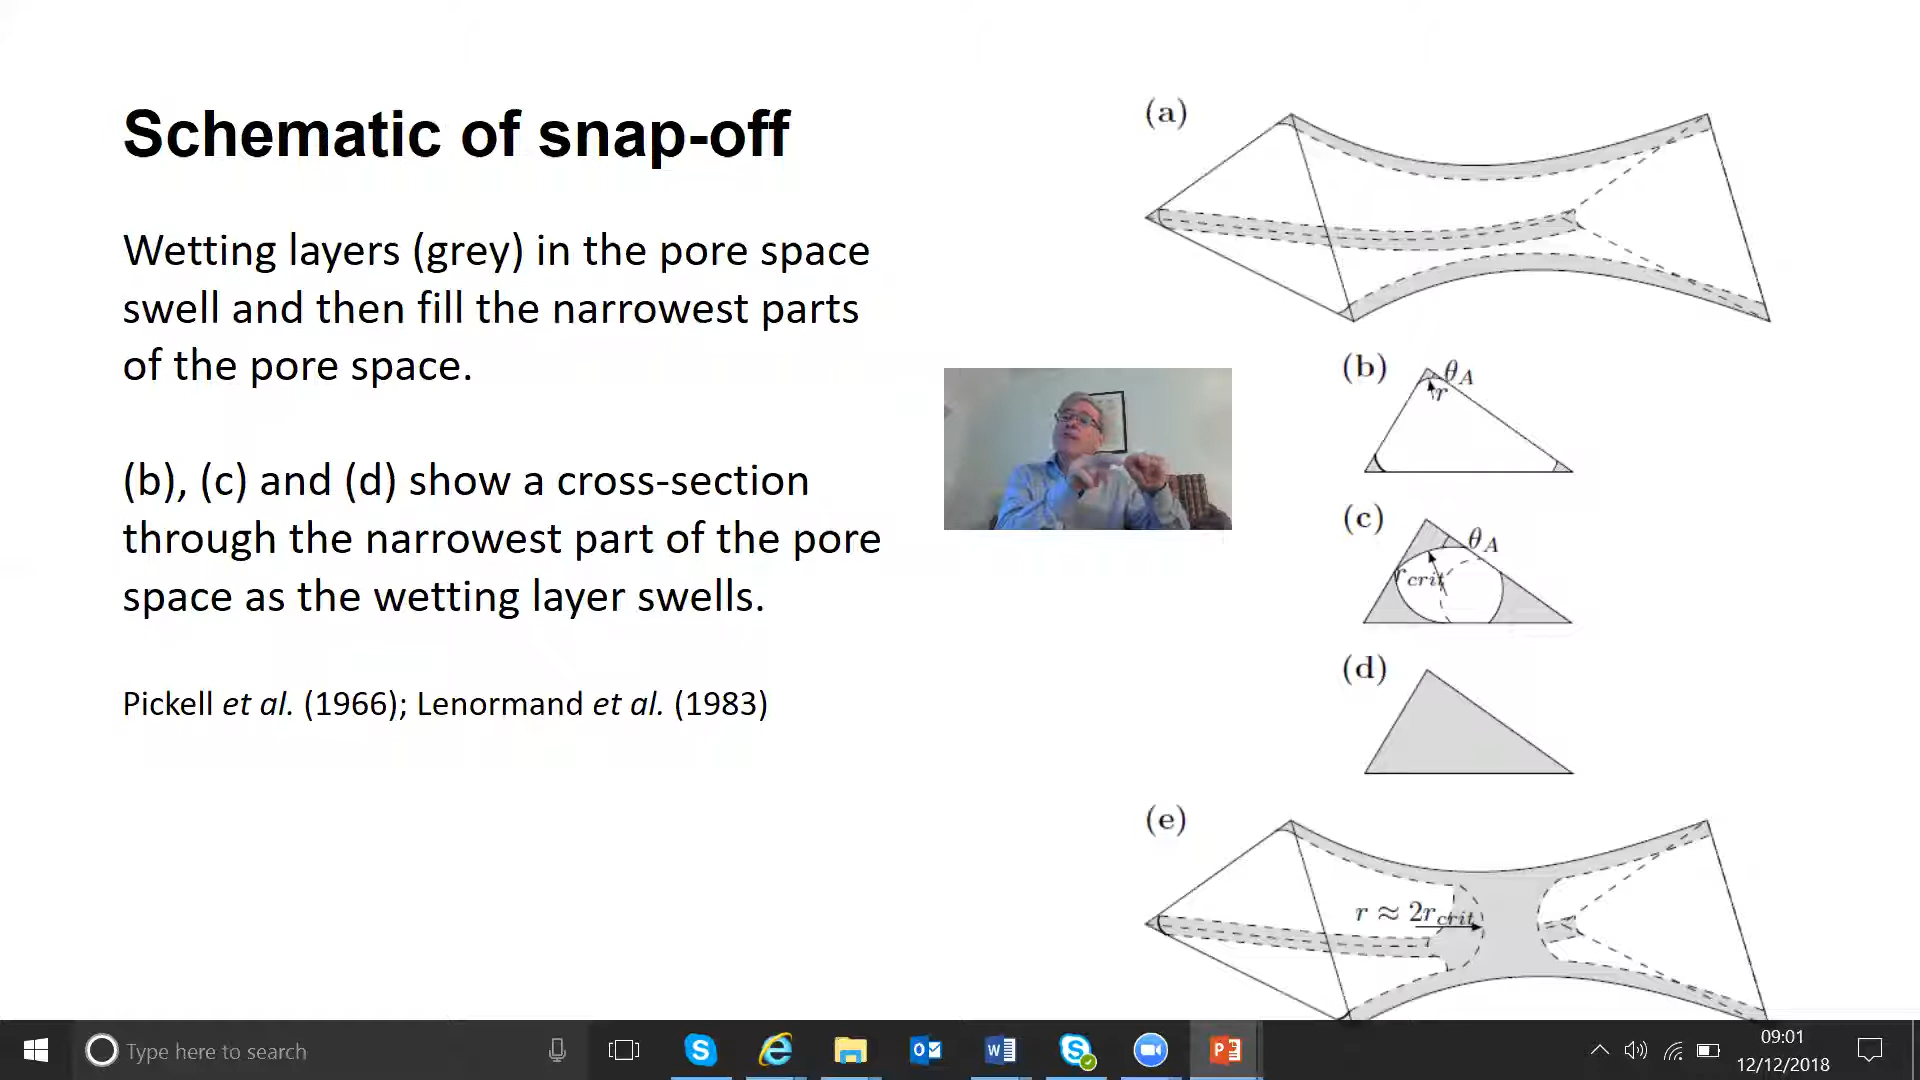 Schematic of snap-off
Wetting layers (grey) in the pore space
swell and then fill the narrowest parts
of the pore space.
(b), (c) and (d) show a cross-section
through the narrowest part of the pore
space as the wetting layer swells.
Pickell et al. (1966); Lenormand et al. (1983)
(a)
(b)
θA
r
(c)
θA
rcrit
(d)
(e)
r ≈ 2rcrit
Type here to search
09:01
12/12/2018